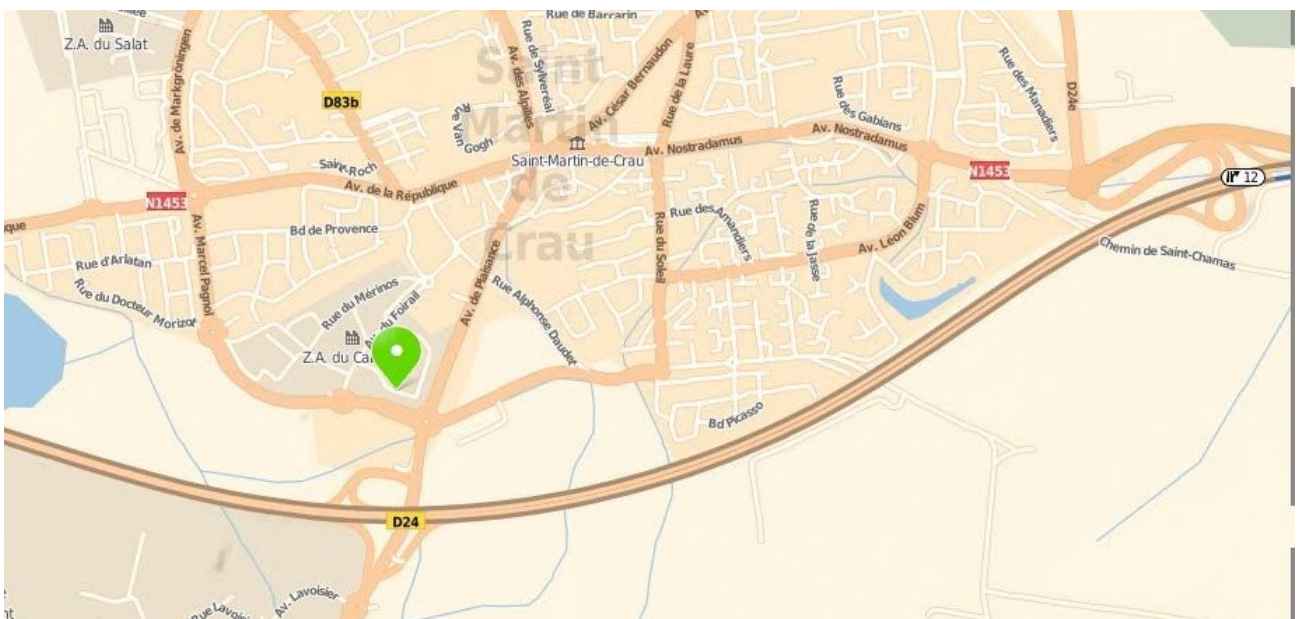 Rue de Barcarin
Z.A. du Salat
Av. de Markgröningen
Rue de Sylveréal
Av. des Alpilles
Saint
Martin
de
Crau
Av. César Bernaudon
Rue de la Laure
Rue des Manadiers
D24e
D83b
Rue Van
Gogh
Rue des Gabians
Av. Nostradamus
Av. Nostradamus
Saint-Martin-de-Crau
Saint-Roch
Av. de la République
N1453
N1453
12
Av. Marcel Pagnol
Bd de Provence
Rue des Amandiers
Rue de la Jasse
Av. Léon Blum
Rue du Soleil
Chemin de Saint-Chamas
Rue d'Arlatan
Rue du Docteur Morizot
Rue du Mérinos
Av. du Foirail
Av. de Plaisance
Rue Alphonse Daudet
Z.A. du
Bd Picasso
D24
Av. Lavoisier
Rue